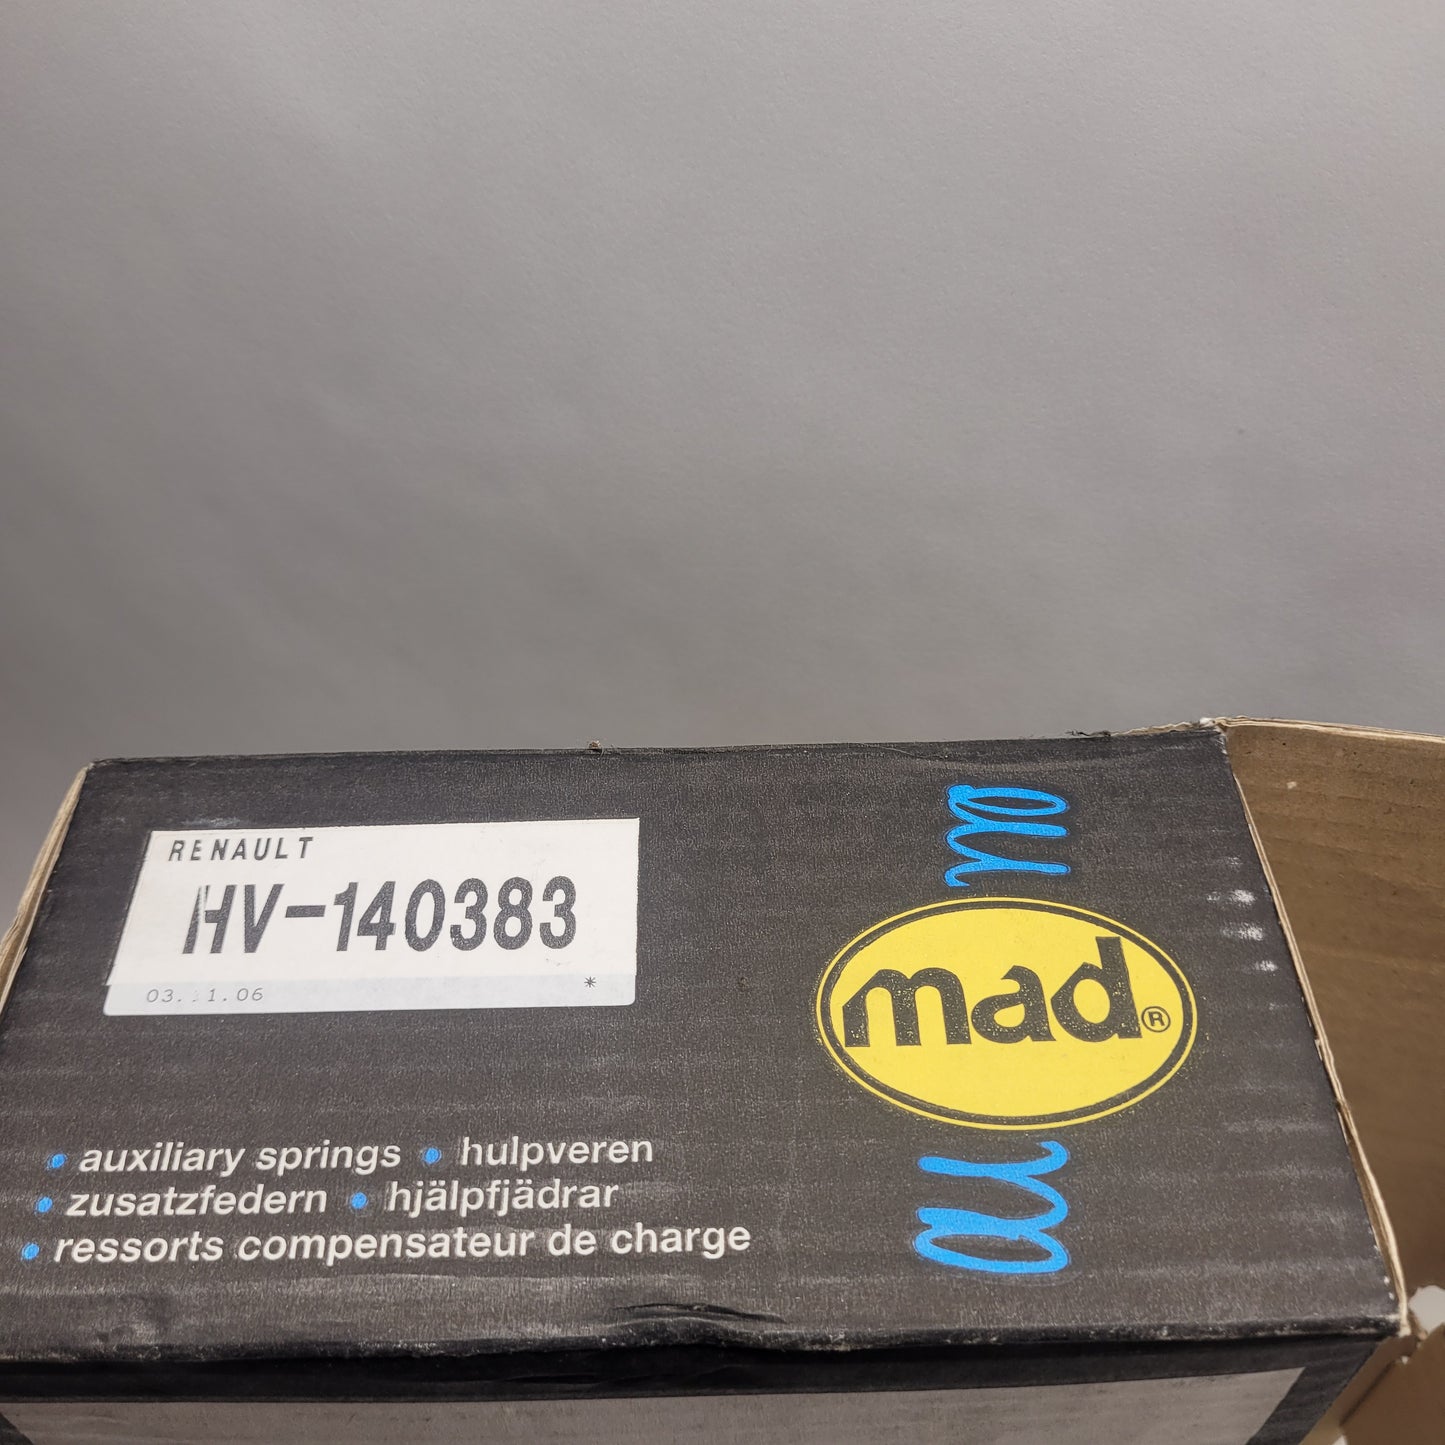 RENAULT
HV-140383
*
mad®
• auxiliary springs • hulpveren
• zusatzfedern • hjälpfjädrar
• ressorts compensateur de charge